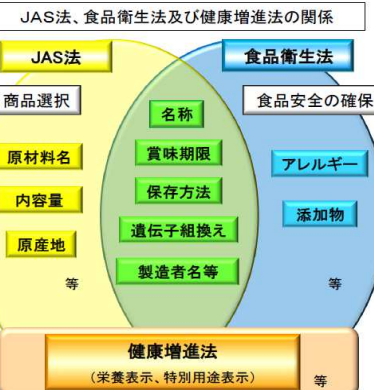 JAS法、食品衛生法及び健康増進法の関係
JAS法
食品衛生法
商品選択
食品安全の確保
名称
賞味期限
保存方法
遺伝子組換え
製造者名等
原材料名
内容量
原産地
等
アレルギー
添加物
等
健康増進法
(栄養表示、特別用途表示)
等